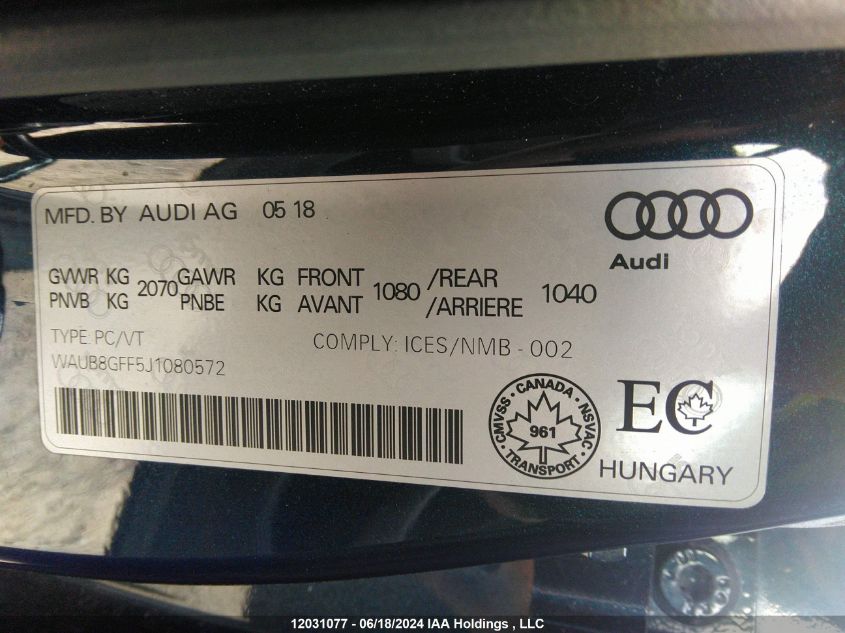 MFD. BY AUDI AG 05 18
Audi
GVWR KG 2070 GAWR KG FRONT 1080 /REAR 1040
PNVB KG PNBE KG AVANT /ARRIERE
TYPE PC/VT COMPLY: ICES/NMB - 002
WAUB8GFF5J1080572
CMVSS • CANADA • NSVAC
961
TRANSPORT
EC
HUNGARY
12031077 - 06/18/2024 IAA Holdings , LLC